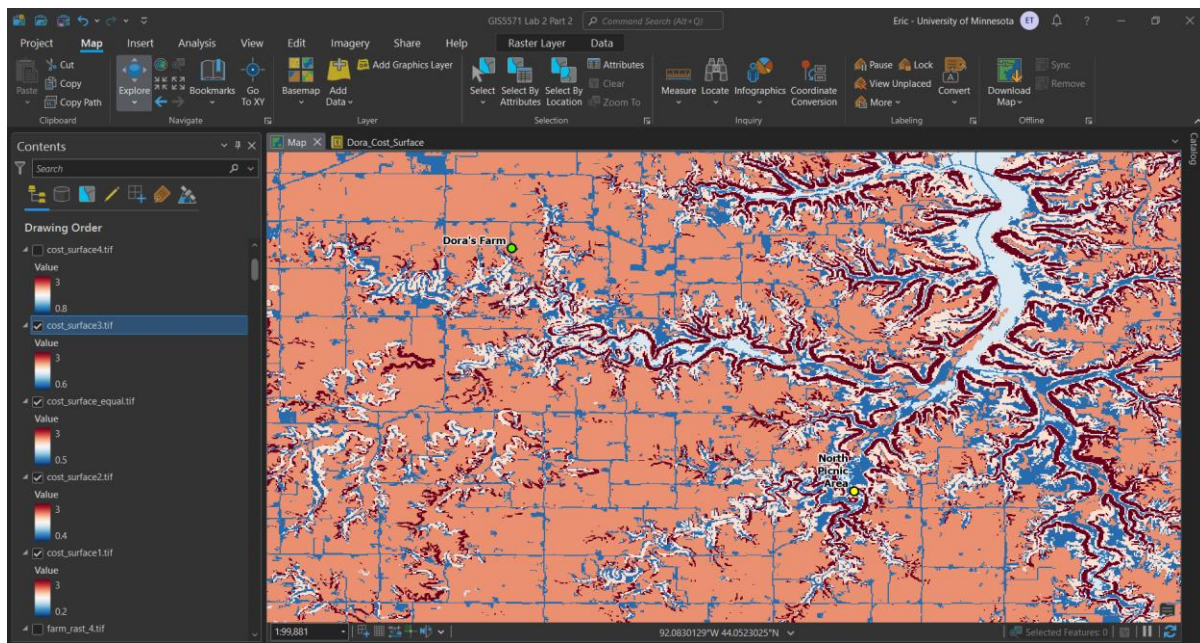 GIS5571 Lab 2 Part 2
Command Search (Alt+Q)
Eric - University of Minnesota
ET
?
Project Map Insert Analysis View Edit Imagery Share Help Raster Layer Data
Paste
Cut
Copy
Copy Path
Clipboard
Explore
Bookmarks
Go To XY
Navigate
Basemap
Add Data
Add Graphics Layer
Layer
Select
Select By Attributes
Select By Location
Attributes
Clear
Zoom To
Selection
Measure
Locate
Infographics
Coordinate Conversion
Inquiry
Pause
Lock
View Unplaced
More
Convert
Labeling
Download Map
Sync
Remove
Offline
Contents
Search
Drawing Order
cost_surface4.tif
Value
3
0.8
cost_surface3.tif
Value
3
0.6
cost_surface_equal.tif
Value
3
0.5
cost_surface2.tif
Value
3
0.4
cost_surface1.tif
Value
3
0.2
farm_rast_4.tif
Map
Dora_Cost_Surface
Catalog
Dora's Farm
North
Picnic
Area
1:99,881
92.0830129°W 44.0523025°N
Selected Features: 0